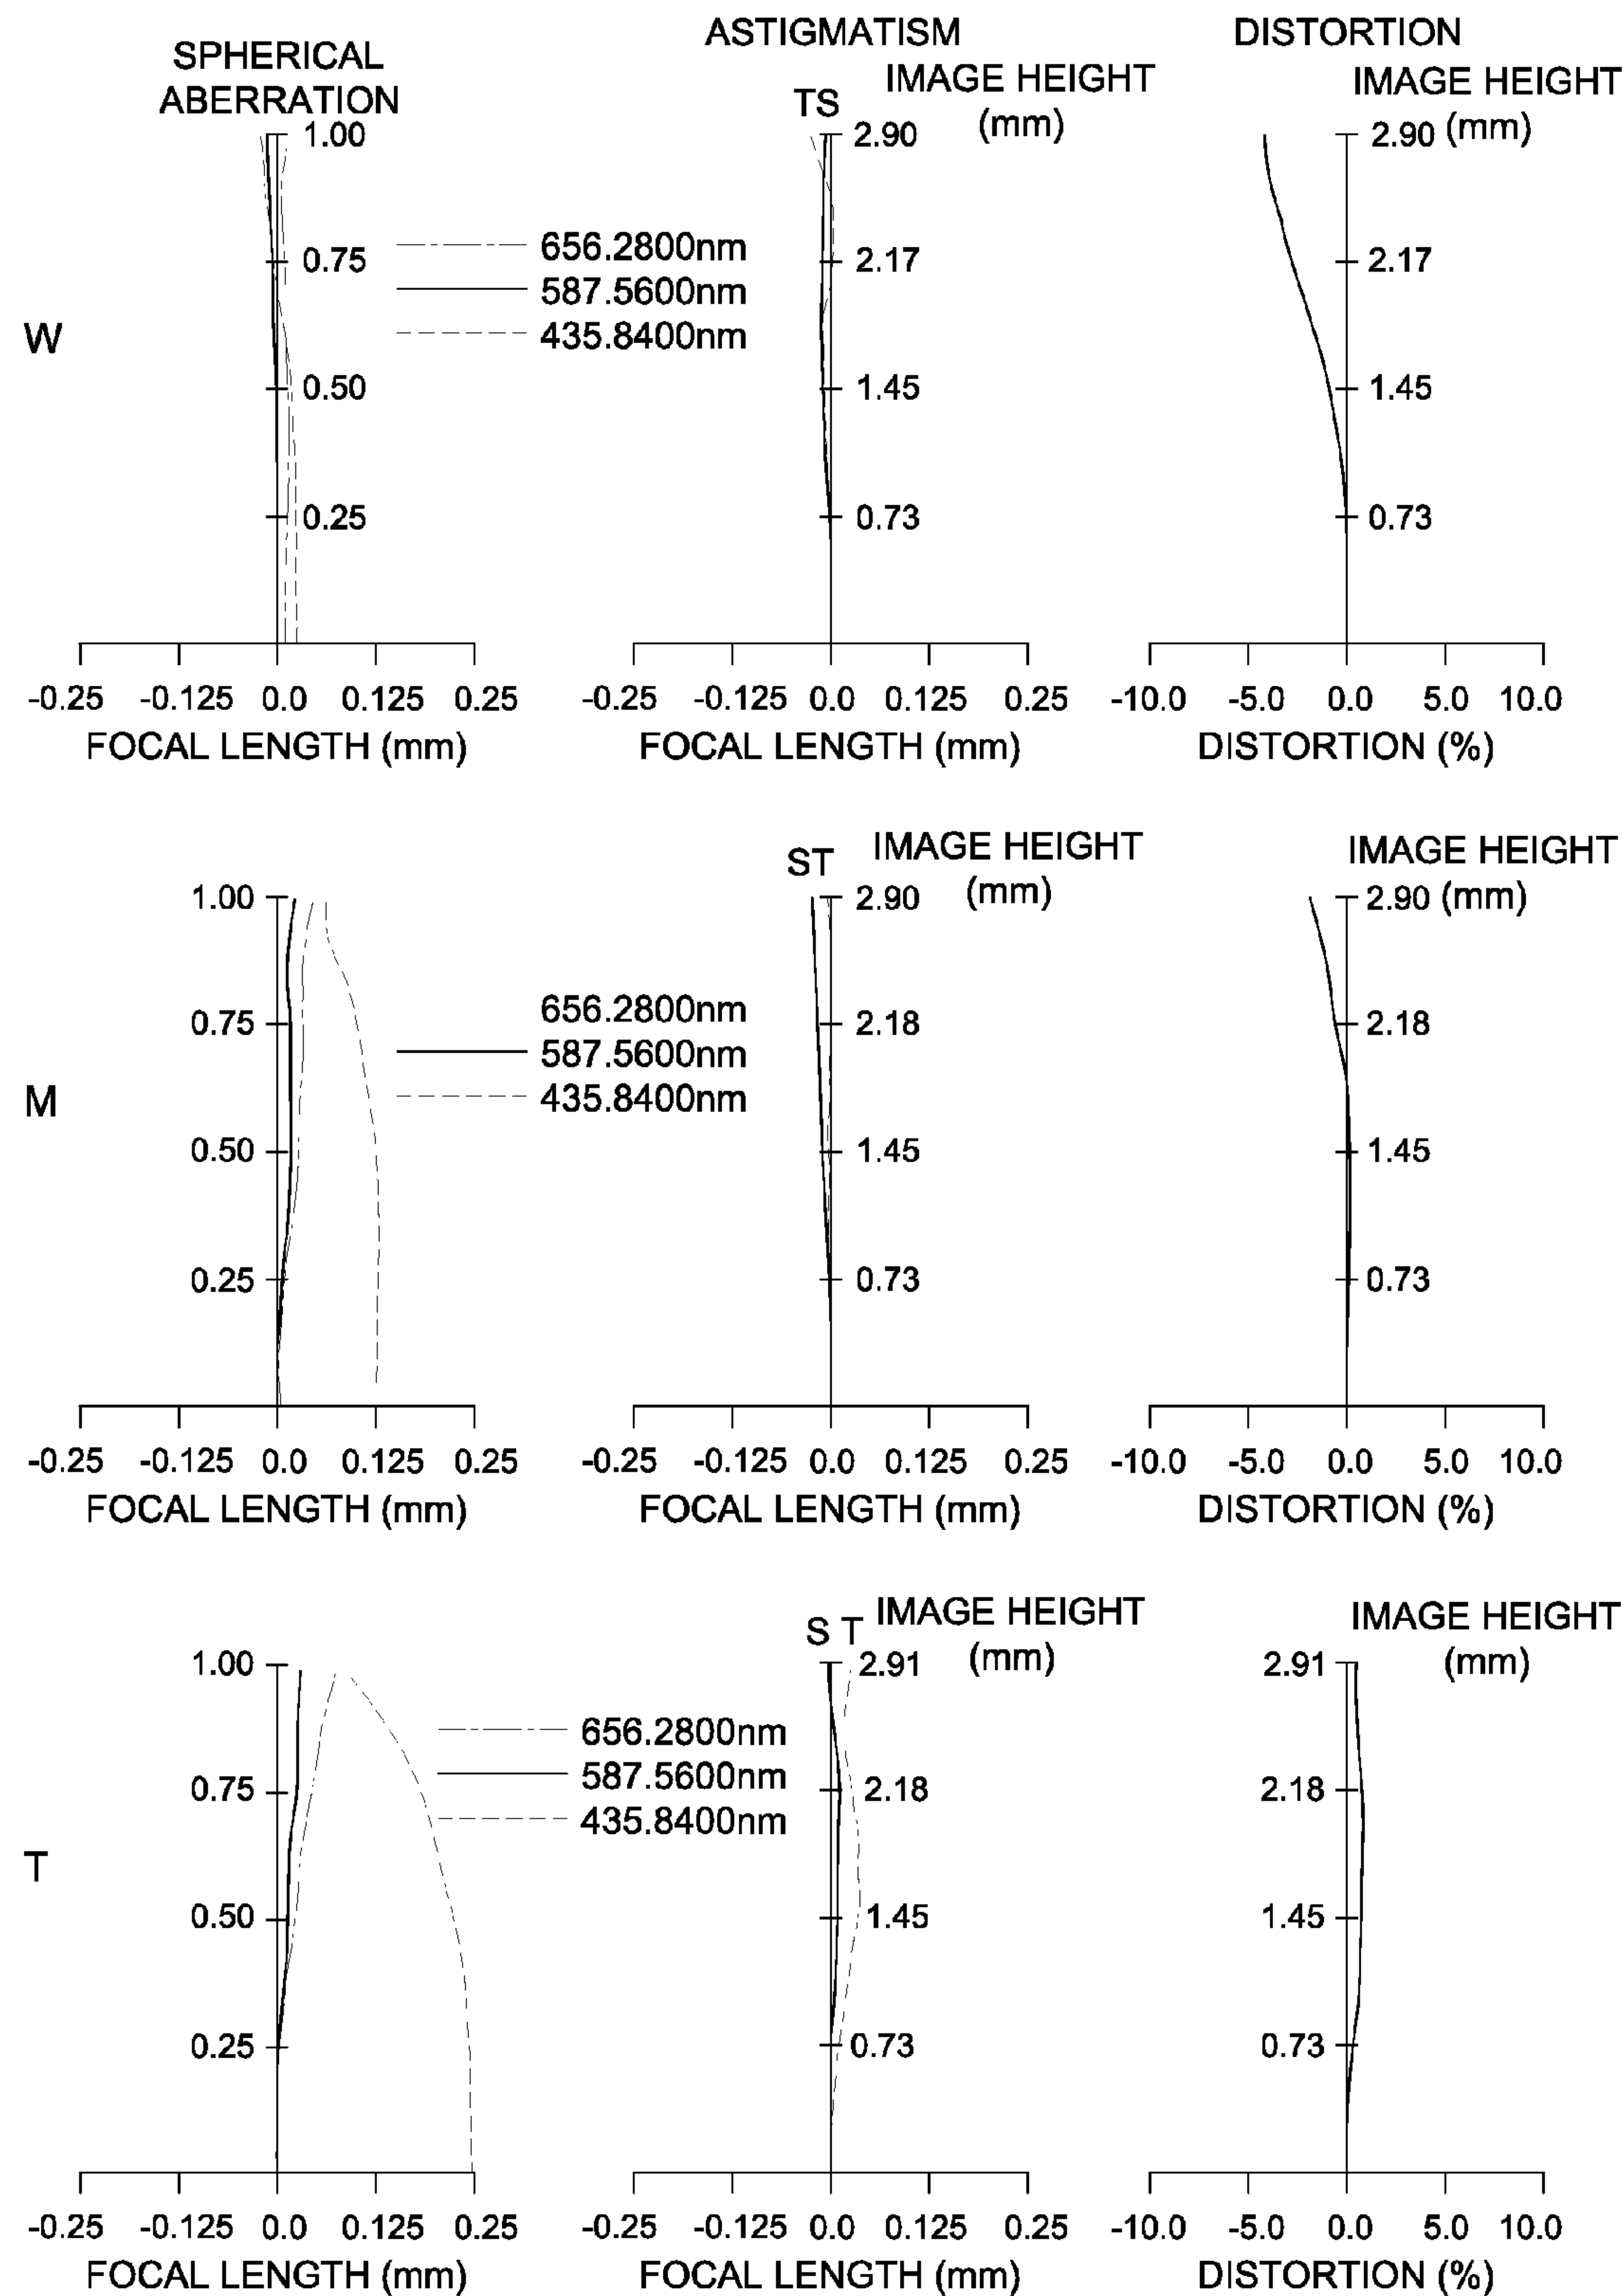 SPHERICAL
ABERRATION
ASTIGMATISM
IMAGE HEIGHT
(mm)
DISTORTION
IMAGE HEIGHT
(mm)
W
1.00
0.75
0.50
0.25
656.2800nm
587.5600nm
435.8400nm
-0.25 -0.125 0.0 0.125 0.25
FOCAL LENGTH (mm)
TS
2.90
2.17
1.45
0.73
-0.25 -0.125 0.0 0.125 0.25
FOCAL LENGTH (mm)
2.90
2.17
1.45
0.73
-10.0 -5.0 0.0 5.0 10.0
DISTORTION (%)
M
1.00
0.75
0.50
0.25
656.2800nm
587.5600nm
435.8400nm
-0.25 -0.125 0.0 0.125 0.25
FOCAL LENGTH (mm)
ST
IMAGE HEIGHT
(mm)
2.90
2.18
1.45
0.73
-0.25 -0.125 0.0 0.125 0.25
FOCAL LENGTH (mm)
IMAGE HEIGHT
2.90 (mm)
2.18
1.45
0.73
-10.0 -5.0 0.0 5.0 10.0
DISTORTION (%)
T
1.00
0.75
0.50
0.25
656.2800nm
587.5600nm
435.8400nm
-0.25 -0.125 0.0 0.125 0.25
FOCAL LENGTH (mm)
S T
IMAGE HEIGHT
(mm)
2.91
2.18
1.45
0.73
-0.25 -0.125 0.0 0.125 0.25
FOCAL LENGTH (mm)
IMAGE HEIGHT
(mm)
2.91
2.18
1.45
0.73
-10.0 -5.0 0.0 5.0 10.0
DISTORTION (%)